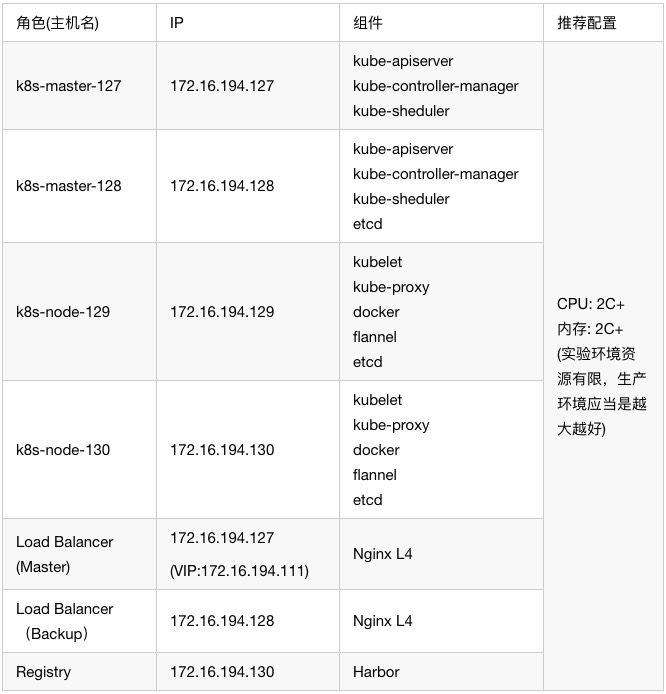 角色(主机名)
IP
组件
推荐配置
k8s-master-127
172.16.194.127
kube-apiserver
kube-controller-manager
kube-sheduler
k8s-master-128
172.16.194.128
kube-apiserver
kube-controller-manager
kube-sheduler
etcd
k8s-node-129
172.16.194.129
kubelet
kube-proxy
docker
flannel
etcd
k8s-node-130
172.16.194.130
kubelet
kube-proxy
docker
flannel
etcd
Load Balancer
(Master)
172.16.194.127
(VIP:172.16.194.111)
Nginx L4
Load Balancer
（Backup）
172.16.194.128
Nginx L4
Registry
172.16.194.130
Harbor
CPU: 2C+
内存: 2C+
(实验环境资
源有限，生产
环境应当是越
大越好)